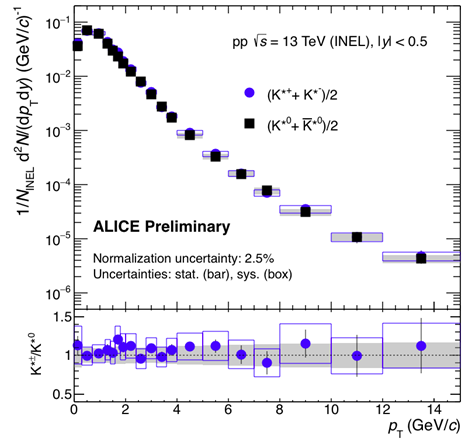 pp √s = 13 TeV (INEL), |y| < 0.5
(K*+ + K*-)/2
(K*0 + K̅*0)/2
1/N_INEL d²N/(dp_Tdy) (GeV/c)⁻¹
10⁻¹
10⁻²
10⁻³
10⁻⁴
10⁻⁵
10⁻⁶
ALICE Preliminary
Normalization uncertainty: 2.5%
Uncertainties: stat. (bar), sys. (box)
K*±/K*0
1.5
1
0.5
0 2 4 6 8 10 12 14
p_T (GeV/c)